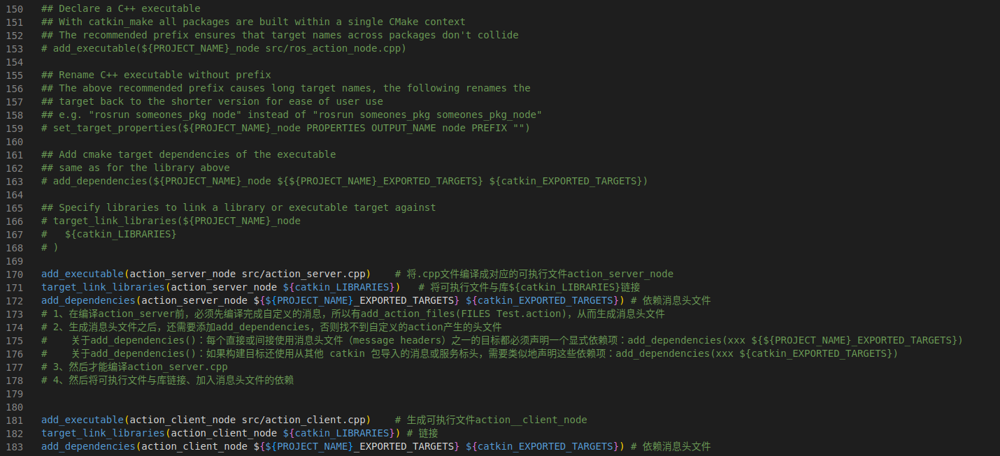 150 ## Declare a C++ executable
151 ## With catkin_make all packages are built within a single CMake context
152 ## The recommended prefix ensures that target names across packages don't collide
153 # add_executable(${PROJECT_NAME}_node src/ros_action_node.cpp)
154
155 ## Rename C++ executable without prefix
156 ## The above recommended prefix causes long target names, the following renames the
157 ## target back to the shorter version for ease of user use
158 ## e.g. "rosrun someones_pkg node" instead of "rosrun someones_pkg someones_pkg_node"
159 # set_target_properties(${PROJECT_NAME}_node PROPERTIES OUTPUT_NAME node PREFIX "")
160
161 ## Add cmake target dependencies of the executable
162 ## same as for the library above
163 # add_dependencies(${PROJECT_NAME}_node ${${PROJECT_NAME}_EXPORTED_TARGETS} ${catkin_EXPORTED_TARGETS})
164
165 ## Specify libraries to link a library or executable target against
166 # target_link_libraries(${PROJECT_NAME}_node
167 #   ${catkin_LIBRARIES}
168 # )
169
170 add_executable(action_server_node src/action_server.cpp)    # 将.cpp文件编译成对应的可执行文件action_server_node
171 target_link_libraries(action_server_node ${catkin_LIBRARIES})   # 将可执行文件与库${catkin_LIBRARIES}链接
172 add_dependencies(action_server_node ${${PROJECT_NAME}_EXPORTED_TARGETS} ${catkin_EXPORTED_TARGETS}) # 依赖消息头文件
173 # 1、在编译action_server前，必须先编译完成自定义的消息，所以有add_action_files(FILES Test.action)，从而生成消息头文件
174 # 2、生成消息头文件之后，还需要添加add_dependencies，否则找不到自定义的action产生的头文件
175 #    关于add_dependencies()：每个直接或间接使用消息头文件（message headers）之一的目标都必须声明一个显式依赖项：add_dependencies(xxx ${${PROJECT_NAME}_EXPORTED_TARGETS})
176 #    关于add_dependencies()：如果构建目标还使用从其他 catkin 包导入的消息或服务标头，需要类似地声明这些依赖项：add_dependencies(xxx ${catkin_EXPORTED_TARGETS})
177 # 3、然后才能编译action_server.cpp
178 # 4、然后将可执行文件与库链接、加入消息头文件的依赖
179
180
181 add_executable(action_client_node src/action_client.cpp)    # 生成可执行文件action__client_node
182 target_link_libraries(action_client_node ${catkin_LIBRARIES}) # 链接
183 add_dependencies(action_client_node ${${PROJECT_NAME}_EXPORTED_TARGETS} ${catkin_EXPORTED_TARGETS}) # 依赖消息头文件